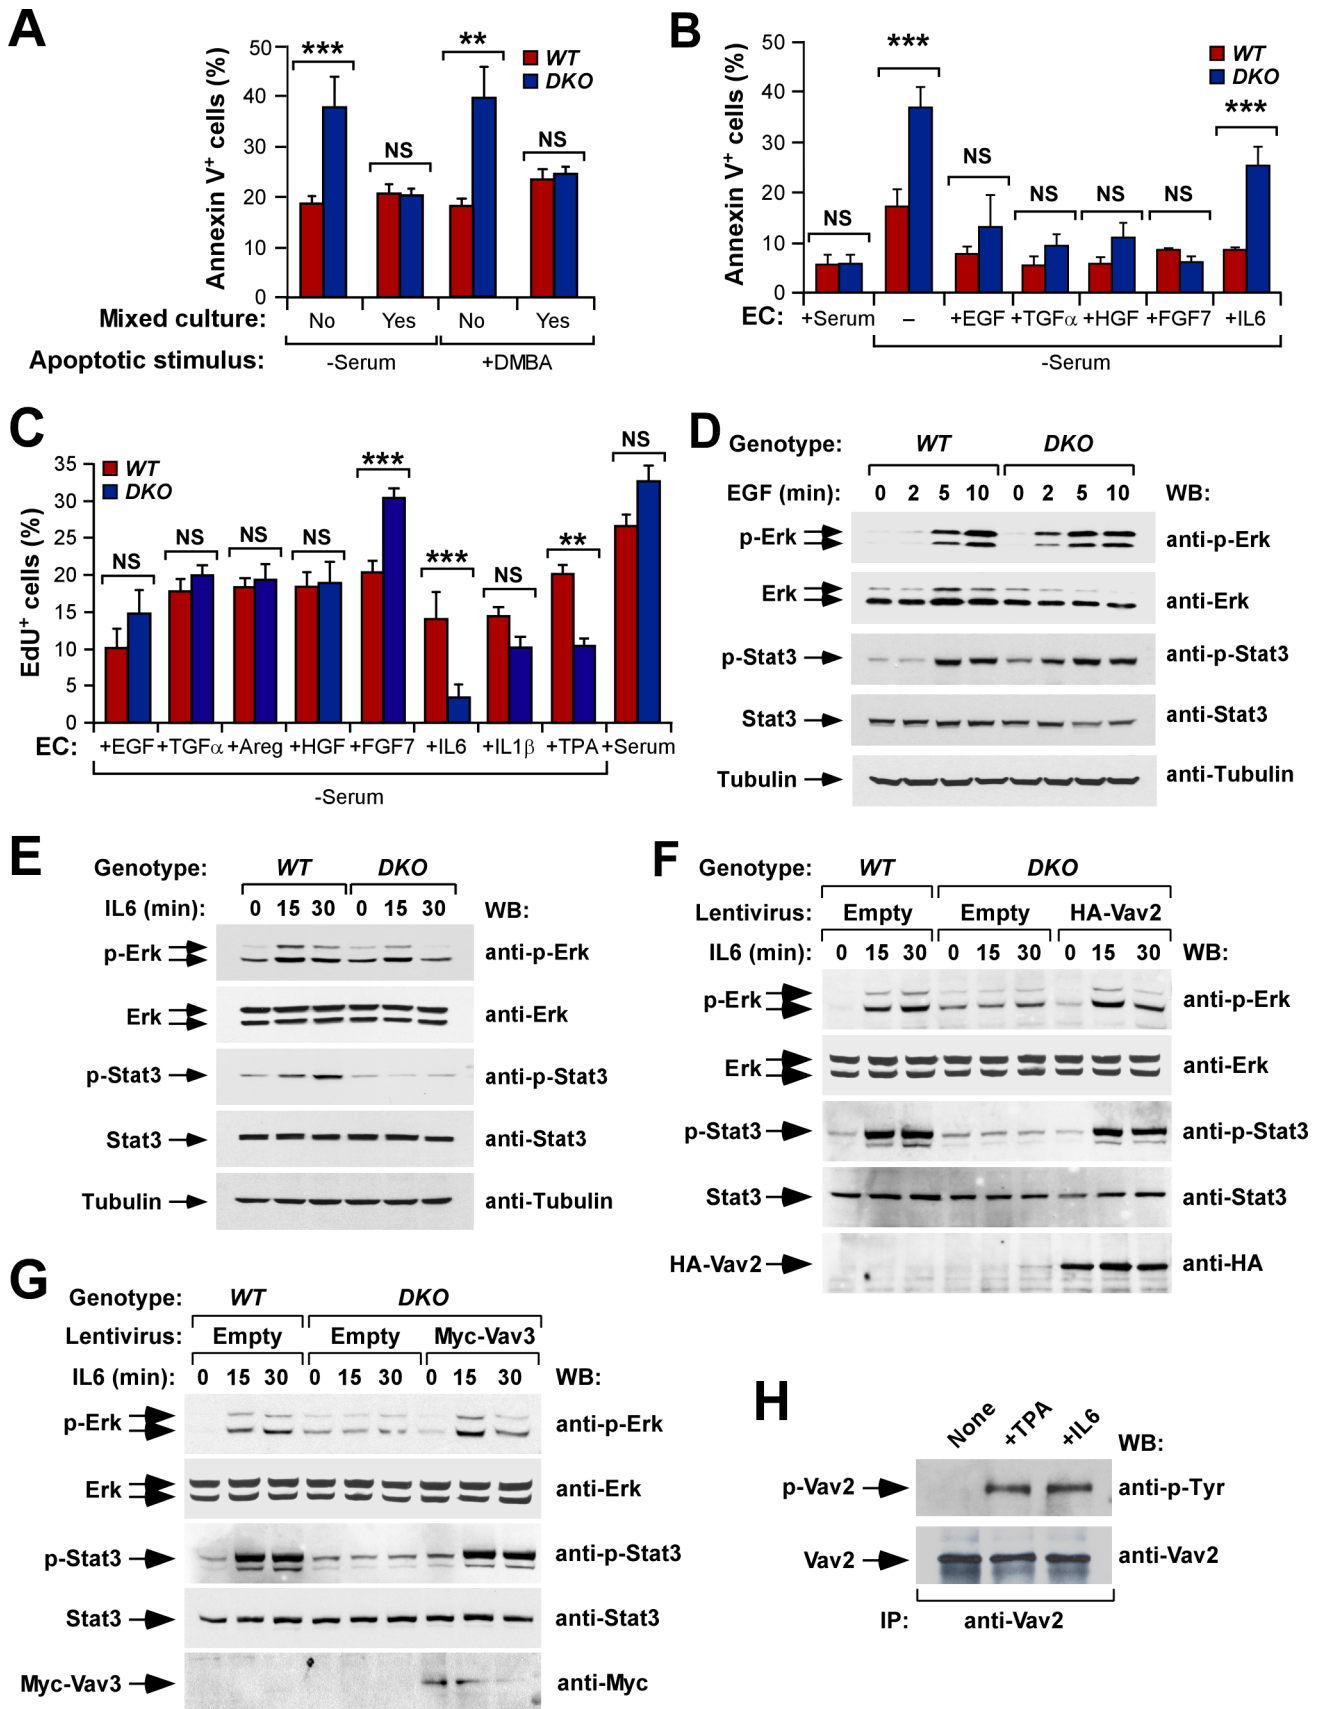 A
Annexin V+ cells (%)
50
40
30
20
10
0
***
NS
**
NS
WT
DKO
Mixed culture: No Yes No Yes
Apoptotic stimulus: -Serum +DMBA
B
Annexin V+ cells (%)
50
40
30
20
10
0
NS
***
NS
NS
NS
NS
***
WT
DKO
EC: +Serum – +EGF +TGFα +HGF +FGF7 +IL6
-Serum
C
EdU+ cells (%)
35
30
25
20
15
10
5
0
WT
DKO
NS
NS
NS
NS
***
***
NS
**
NS
EC: +EGF +TGFα +Areg +HGF +FGF7 +IL6 +IL1β +TPA +Serum
-Serum
D
Genotype: WT DKO
EGF (min): 0 2 5 10 0 2 5 10 WB:
p-Erk anti-p-Erk
Erk anti-Erk
p-Stat3 anti-p-Stat3
Stat3 anti-Stat3
Tubulin anti-Tubulin
E
Genotype: WT DKO
IL6 (min): 0 15 30 0 15 30 WB:
p-Erk anti-p-Erk
Erk anti-Erk
p-Stat3 anti-p-Stat3
Stat3 anti-Stat3
Tubulin anti-Tubulin
F
Genotype: WT DKO
Lentivirus: Empty Empty HA-Vav2
IL6 (min): 0 15 30 0 15 30 0 15 30 WB:
p-Erk anti-p-Erk
Erk anti-Erk
p-Stat3 anti-p-Stat3
Stat3 anti-Stat3
HA-Vav2 anti-HA
G
Genotype: WT DKO
Lentivirus: Empty Empty Myc-Vav3
IL6 (min): 0 15 30 0 15 30 0 15 30 WB:
p-Erk anti-p-Erk
Erk anti-Erk
p-Stat3 anti-p-Stat3
Stat3 anti-Stat3
Myc-Vav3 anti-Myc
H
None +TPA +IL6 WB:
p-Vav2 anti-p-Tyr
Vav2 anti-Vav2
IP: anti-Vav2